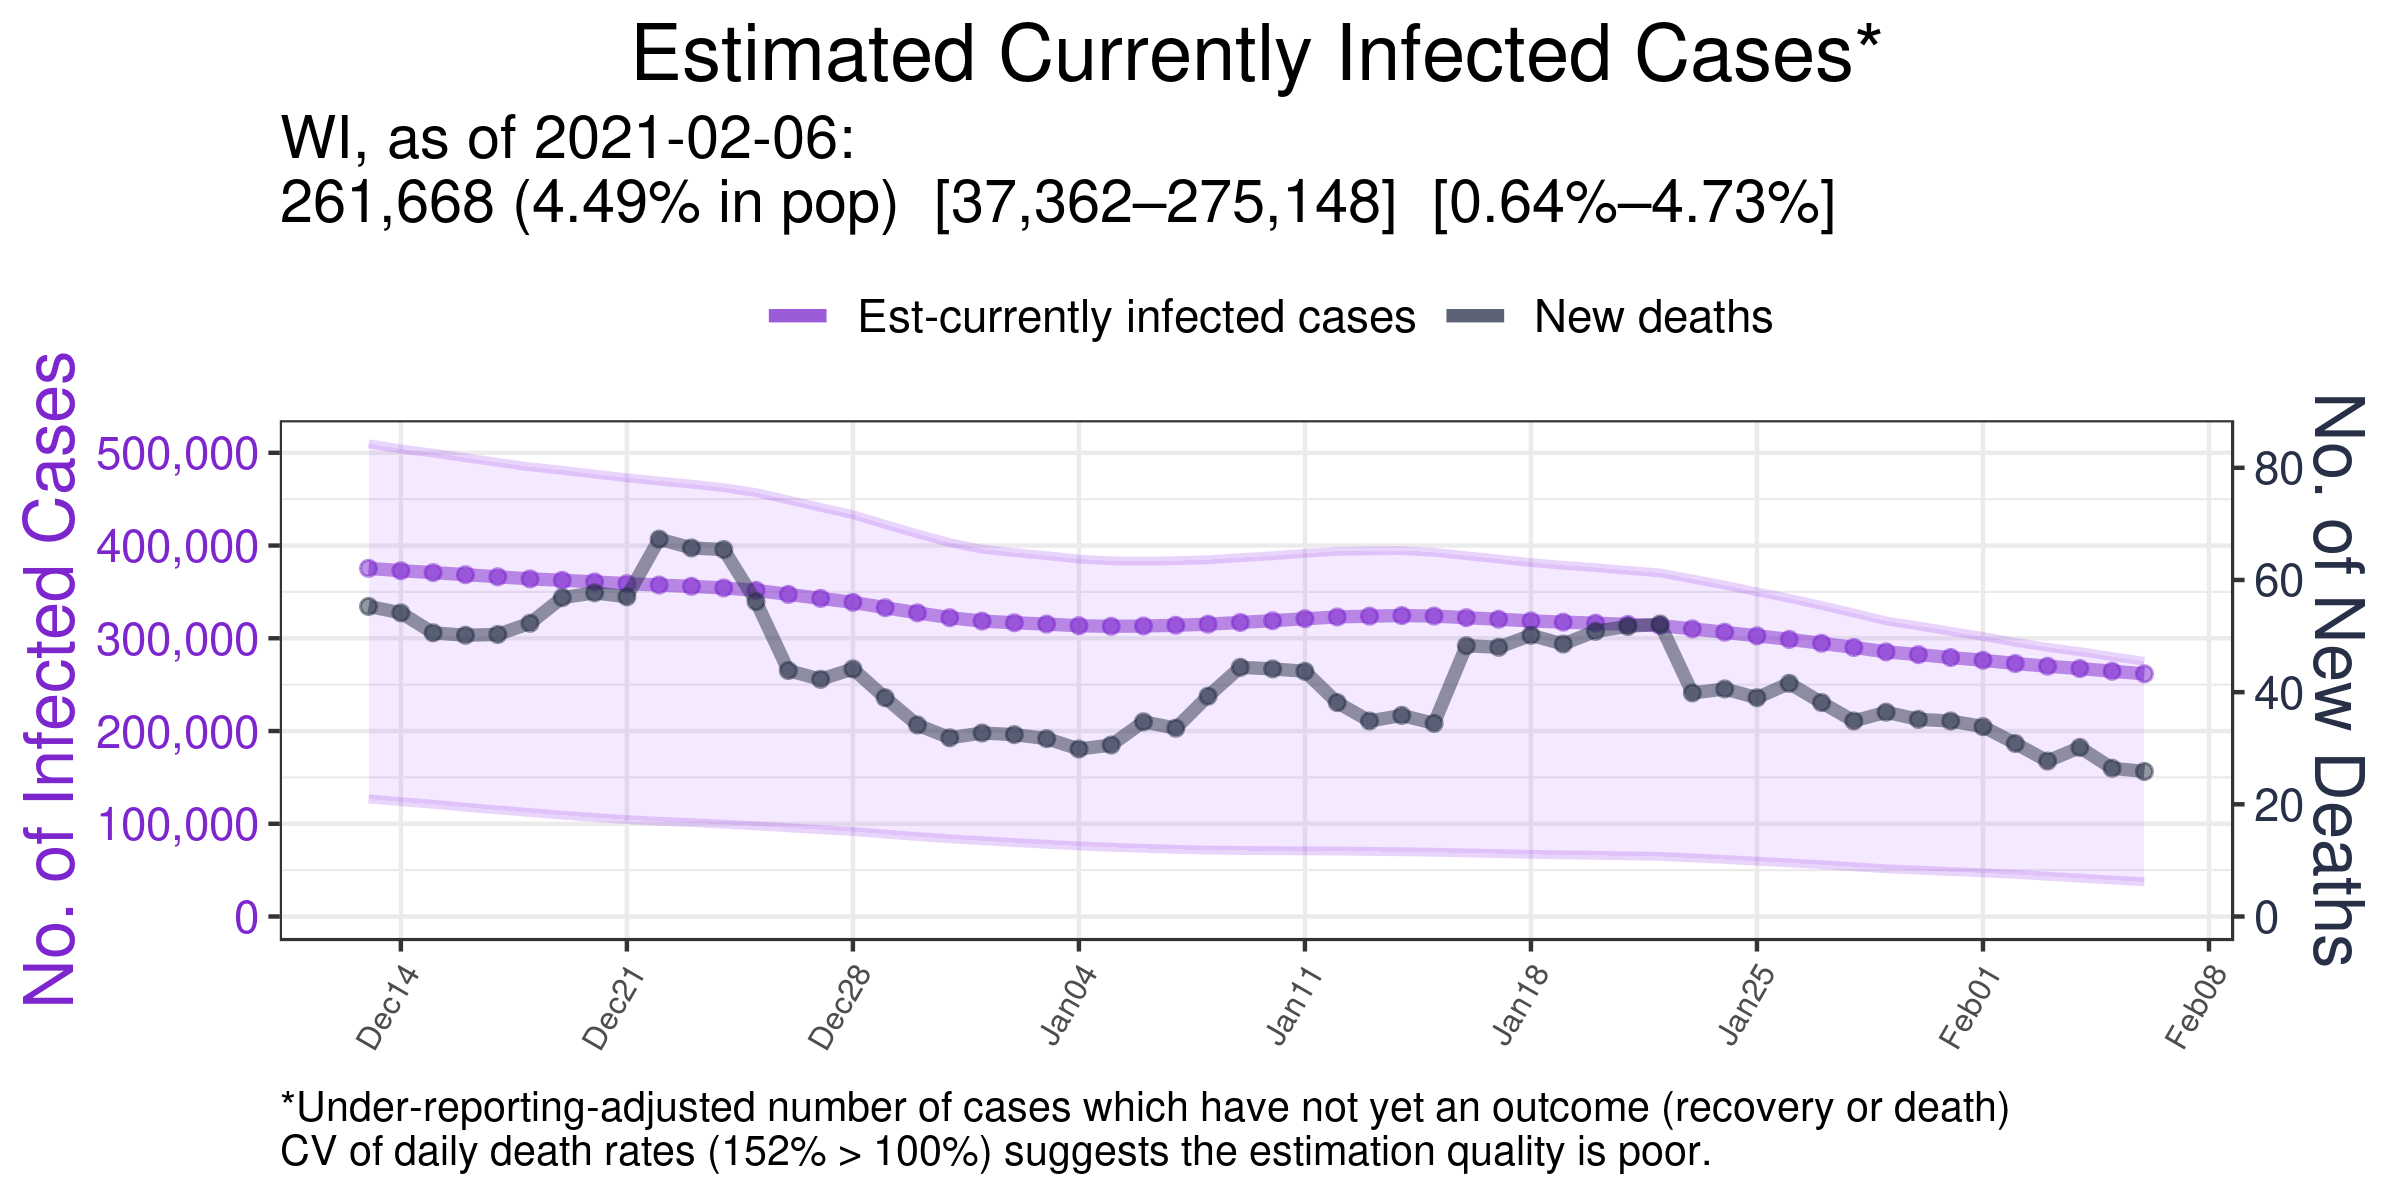 Estimated Currently Infected Cases*
WI, as of 2021-02-06:
261,668 (4.49% in pop)  [37,362–275,148]  [0.64%–4.73%]
Est-currently infected cases
New deaths
No. of Infected Cases
500,000
400,000
300,000
200,000
100,000
0
80
60
40
20
0
No. of New Deaths
Dec14
Dec21
Dec28
Jan04
Jan11
Jan18
Jan25
Feb01
Feb08
*Under-reporting-adjusted number of cases which have not yet an outcome (recovery or death)
CV of daily death rates (152% > 100%) suggests the estimation quality is poor.